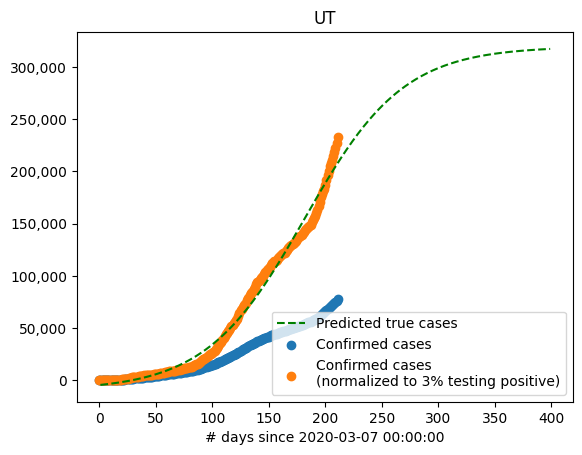 UT
300,000
250,000
200,000
150,000
100,000
50,000
0
Predicted true cases
Confirmed cases
Confirmed cases
(normalized to 3% testing positive)
0 50 100 150 200 250 300 350 400
# days since 2020-03-07 00:00:00